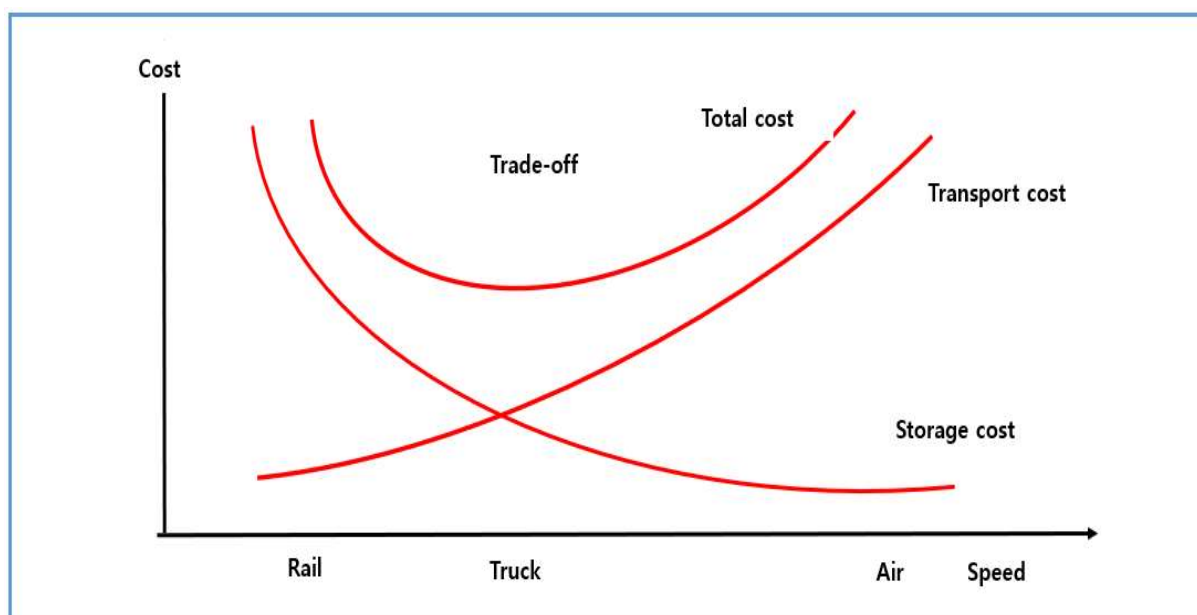 Cost
Total cost
Trade-off
Transport cost
Storage cost
Rail
Truck
Air
Speed